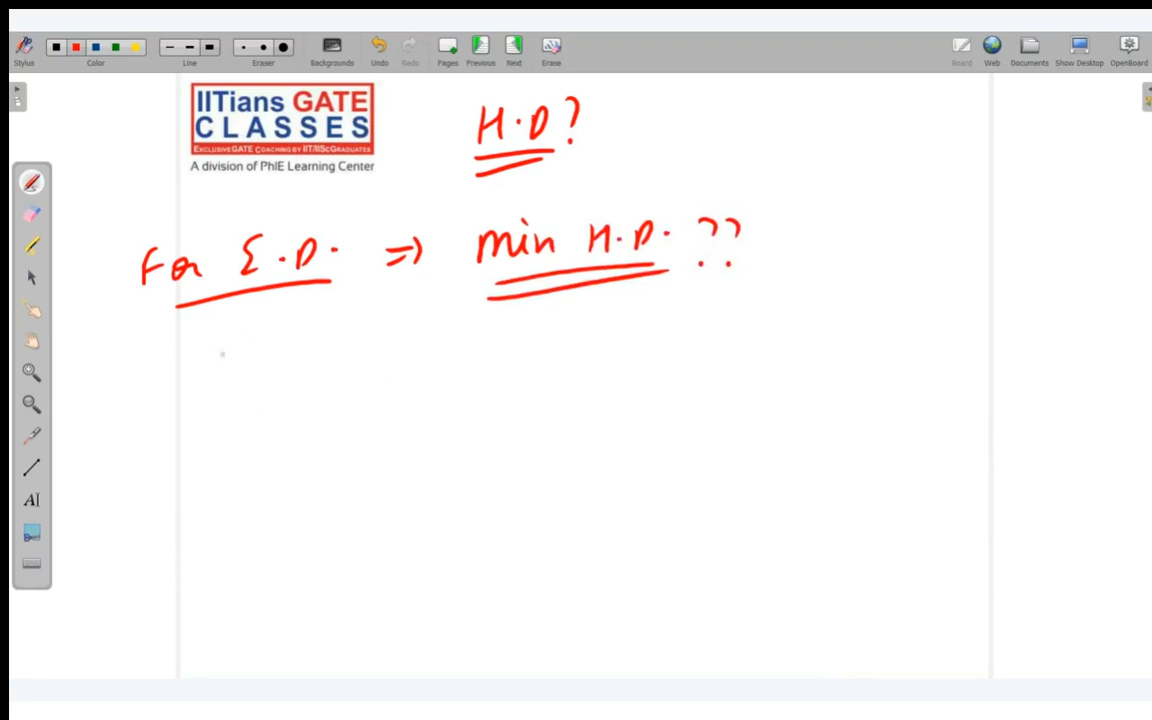 Stylus
Color
Line
Eraser
Backgrounds
Undo
Redo
Pages
Previous
Next
Erase
Board
Web
Documents
Show Desktop
OpenBoard
IITians GATE
CLASSES
EXCLUSIVE GATE COACHING BY IIT/IISc GRADUATES
A division of PhIE Learning Center
H.D?
For E.D. => min H.D. ??
AI